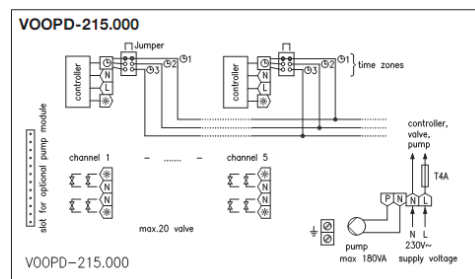 VOOPD-215.000
Jumper
controller
N
L
1
2
3
controller
N
L
1
2
3
time zones
slot for optional pump module
channel 1
- ....... -
channel 5
N
N
N
N
max.20 valve
controller,
valve,
pump
T4A
P N N L
N L
pump
max 180VA
230V~
supply voltage
VOOPD-215.000